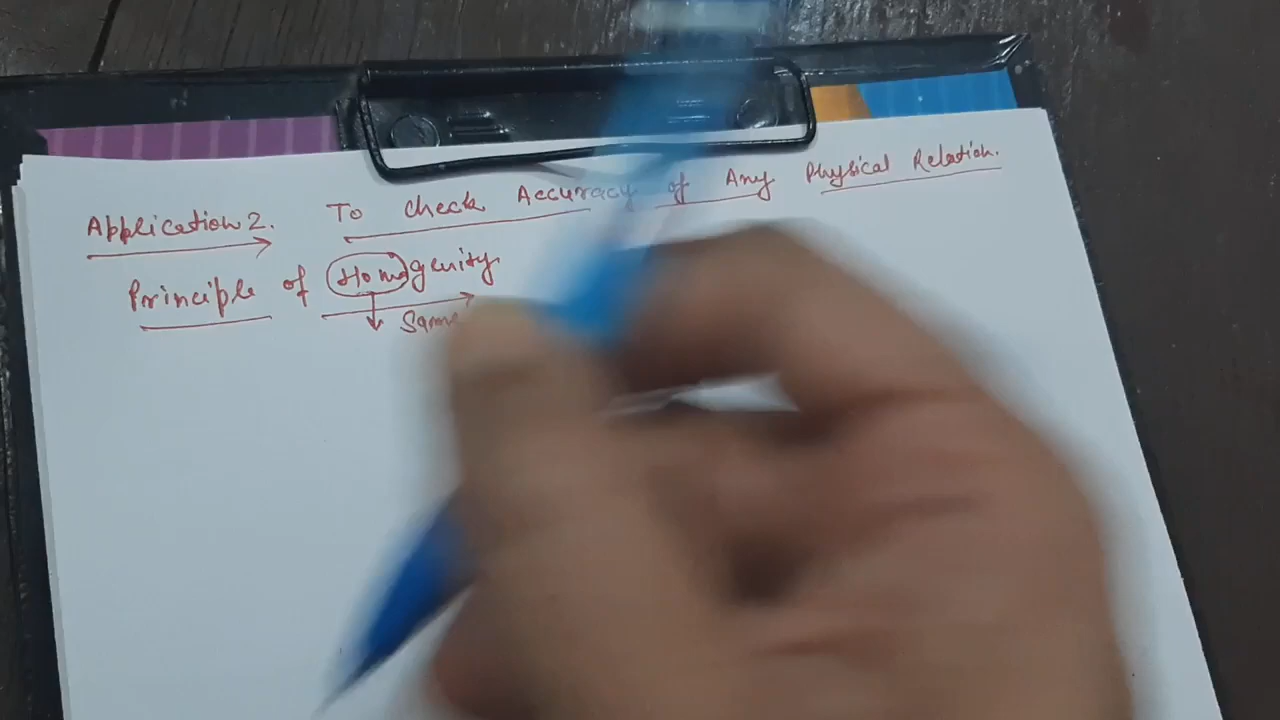 Application 2. To check Accuracy of Any Physical Relation.
Principle of Homogenity.
Same